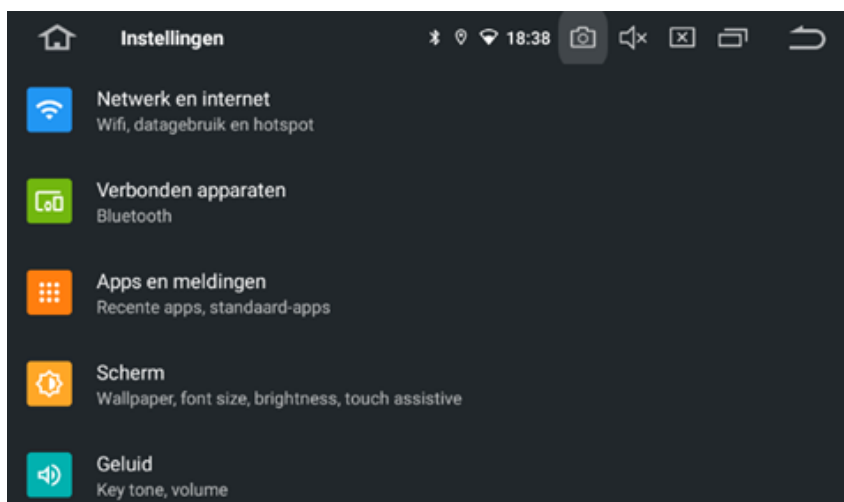 Instellingen 18:38
Netwerk en internet
Wifi, datagebruik en hotspot
Verbonden apparaten
Bluetooth
Apps en meldingen
Recente apps, standaard-apps
Scherm
Wallpaper, font size, brightness, touch assistive
Geluid
Key tone, volume